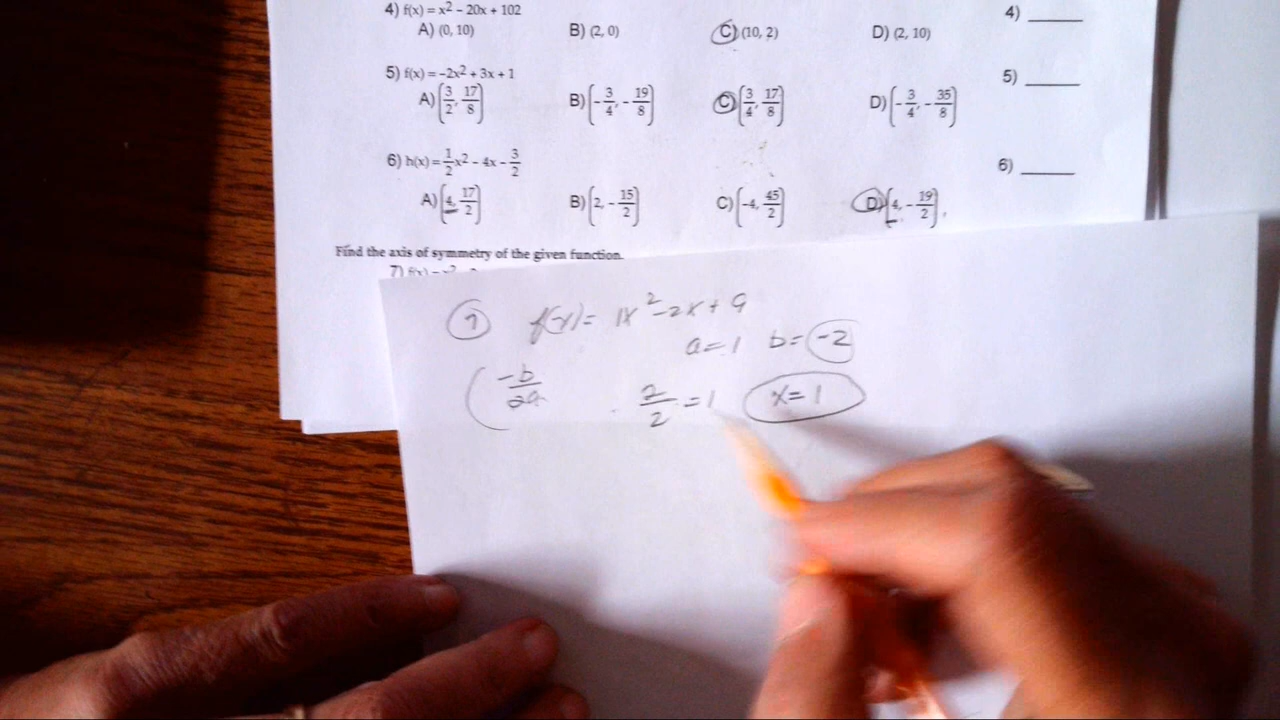 4) f(x) = x² - 20x + 102 4) ______
A) (0, 10) B) (2, 0) C) (10, 2) D) (2, 10)
5) f(x) = -2x² + 3x + 1 5) ______
A) (3/2, 17/8) B) (-3/4, -19/8) C) (3/4, 17/8) D) (-3/4, -35/8)
6) h(x) = 1/2x² - 4x - 3/2 6) ______
A) (4, 17/2) B) (2, -15/2) C) (-4, 45/2) D) (4, -19/2)
Find the axis of symmetry of the given function.
7)
7 f(x) = 1x² - 2x + 9
a = 1 b = -2
( -b/2a 2/2 = 1 x = 1